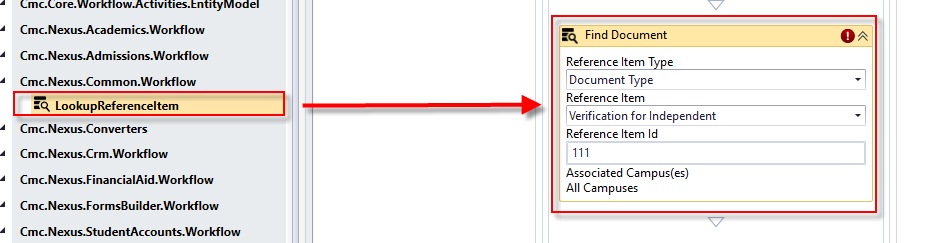 Cmc.Core.Workflow.Activities.EntityModel
Cmc.Nexus.Academics.Workflow
Cmc.Nexus.Admissions.Workflow
Cmc.Nexus.Common.Workflow
LookupReferenceItem
Cmc.Nexus.Converters
Cmc.Nexus.Crm.Workflow
Cmc.Nexus.FinancialAid.Workflow
Cmc.Nexus.FormsBuilder.Workflow
Cmc.Nexus.StudentAccounts.Workflow
Find Document
Reference Item Type
Document Type
Reference Item
Verification for Independent
Reference Item Id
111
Associated Campus(es)
All Campuses